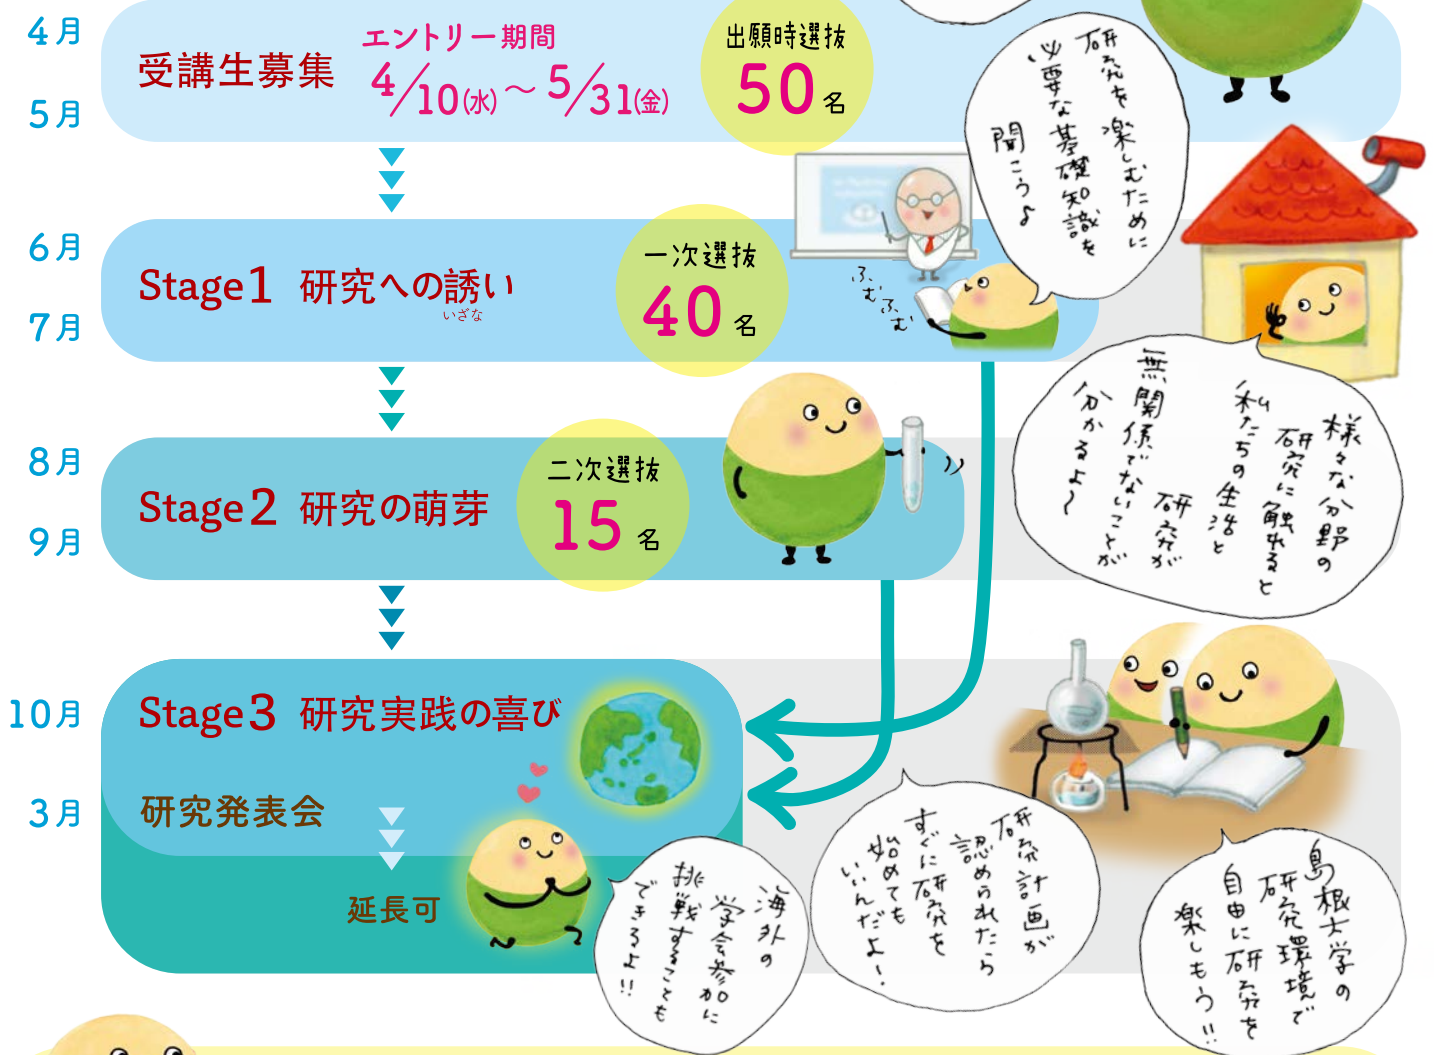 4月
5月
受講生募集
エントリー期間
4/10(水)～5/31(金)
出願時選抜
50名
研究を楽しむために
必要な基礎知識を
聞こう♪
6月
7月
Stage1 研究への誘い
いざな
一次選抜
40名
ふむふむ
様々な分野の
研究に触れると
私たちの生活と
無関係でないことが
分かるよ～
研究が
8月
9月
Stage2 研究の萌芽
二次選抜
15名
10月
3月
Stage3 研究実践の喜び
研究発表会
延長可
海外の
学会参加に
挑戦することも
できるよ!!
研究計画が
認められたら
すぐに研究を
始めても
いいんだよ!
島根大学の
研究環境で
自由に研究を
楽しもう!!